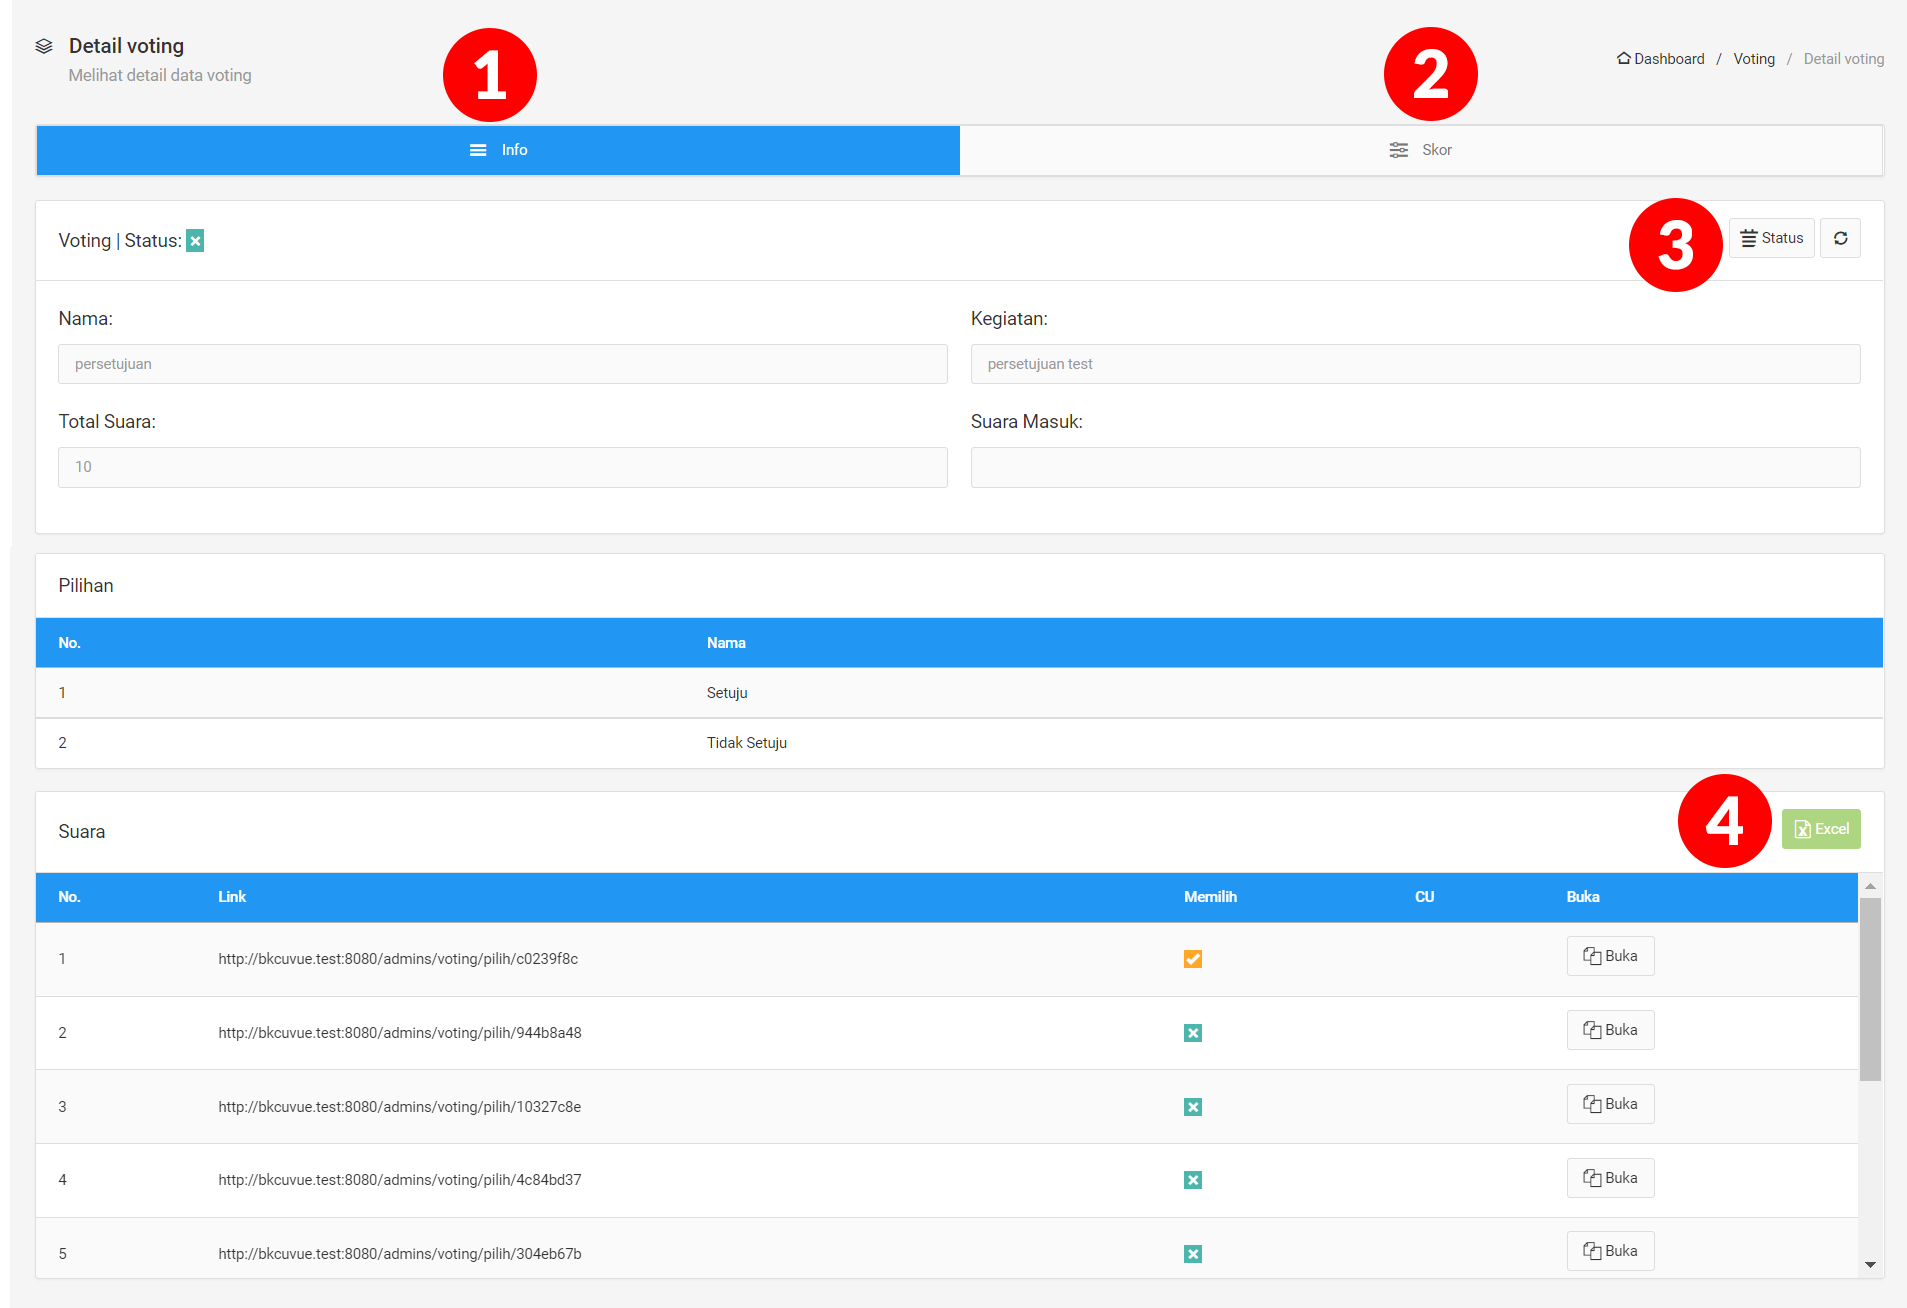 Detail voting
Melihat detail data voting
1
2
Dashboard / Voting / Detail voting
Info
Skor
Voting | Status:
3
Status
Nama:
Kegiatan:
persetujuan
persetujuan test
Total Suara:
Suara Masuk:
10
Pilihan
No. Nama
1 Setuju
2 Tidak Setuju
Suara
4
Excel
No. Link Memilih CU Buka
1 http://bkcuvue.test:8080/admins/voting/pilih/c0239f8c Buka
2 http://bkcuvue.test:8080/admins/voting/pilih/944b8a48 Buka
3 http://bkcuvue.test:8080/admins/voting/pilih/10327c8e Buka
4 http://bkcuvue.test:8080/admins/voting/pilih/4c84bd37 Buka
5 http://bkcuvue.test:8080/admins/voting/pilih/304eb67b Buka